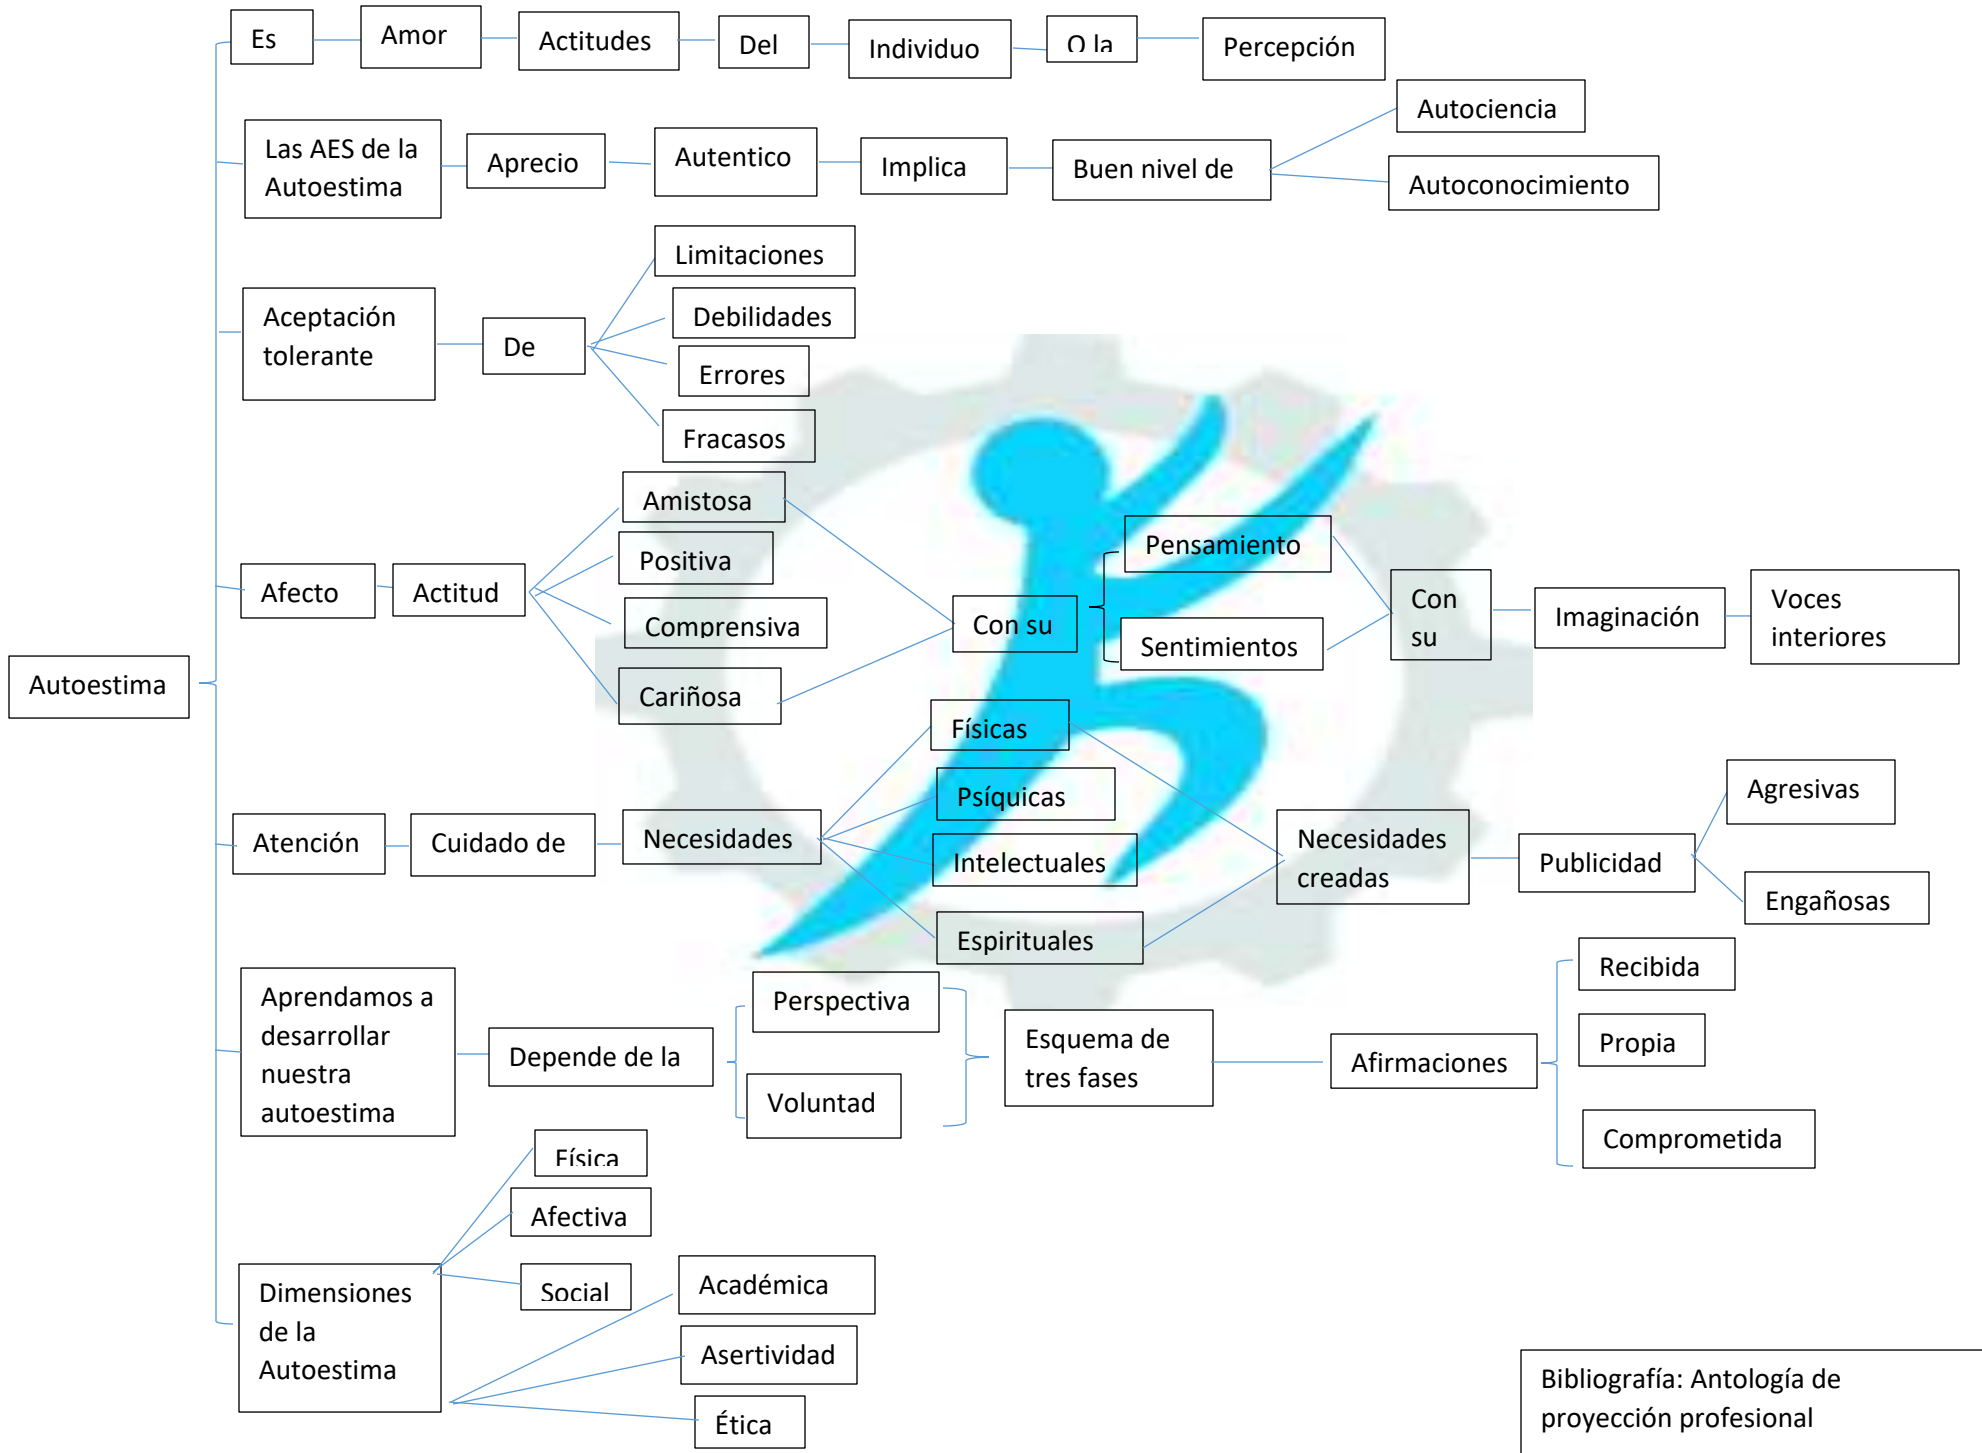 Es
Amor
Actitudes
Del
Individuo
O la
Percepción
Las AES de la
Autoestima
Aprecio
Autentico
Implica
Buen nivel de
Autociencia
Autoconocimiento
Aceptación
tolerante
De
Limitaciones
Debilidades
Errores
Fracasos
Afecto
Actitud
Amistosa
Positiva
Comprensiva
Cariñosa
Con su
Pensamiento
Sentimientos
Con
su
Imaginación
Voces
interiores
Autoestima
Atención
Cuidado de
Necesidades
Físicas
Psíquicas
Intelectuales
Espirituales
Necesidades
creadas
Publicidad
Agresivas
Engañosas
Aprendamos a
desarrollar
nuestra
autoestima
Depende de la
Perspectiva
Voluntad
Esquema de
tres fases
Afirmaciones
Recibida
Propia
Comprometida
Dimensiones
de la
Autoestima
Física
Afectiva
Social
Académica
Asertividad
Ética
Bibliografía: Antología de
proyección profesional